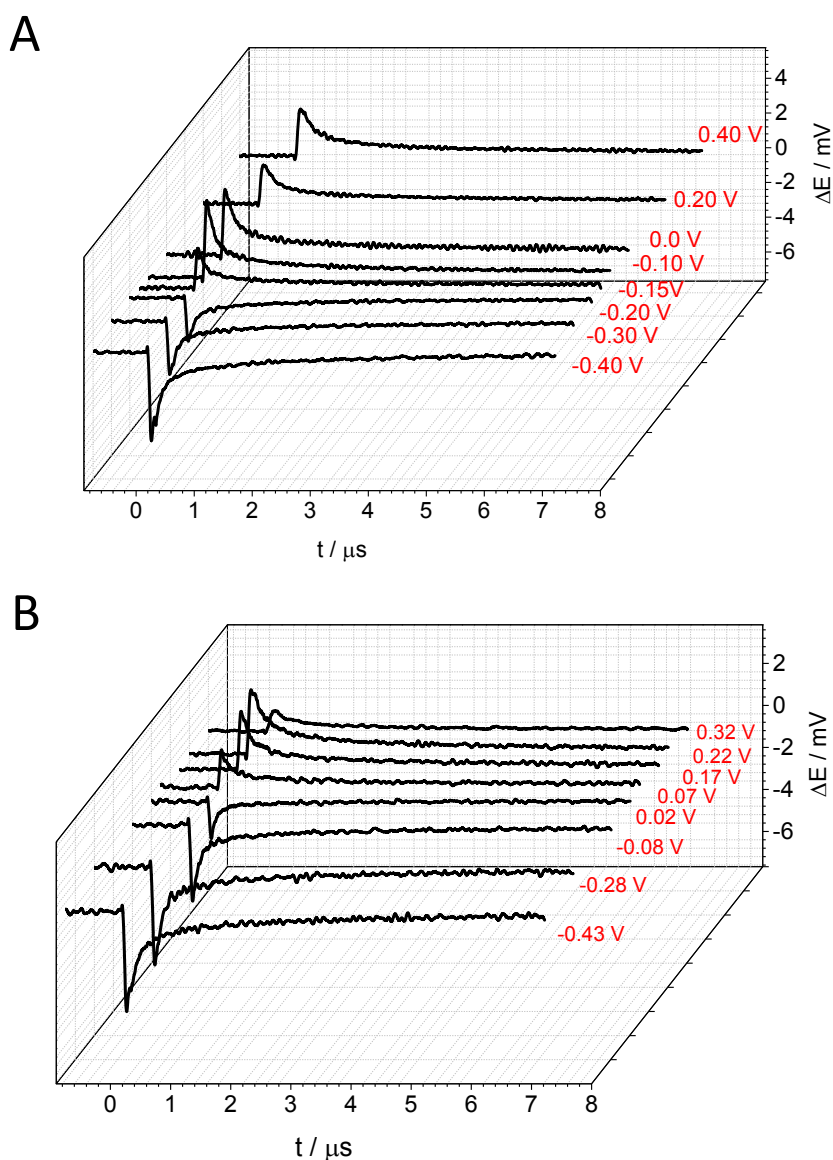 A
4
2
0
-2
-4
-6
ΔE / mV
0.40 V
0.20 V
0.0 V
-0.10 V
-0.15V
-0.20 V
-0.30 V
-0.40 V
0 1 2 3 4 5 6 7 8
t / μs
B
2
0
-2
-4
-6
ΔE / mV
0.32 V
0.22 V
0.17 V
0.07 V
0.02 V
-0.08 V
-0.28 V
-0.43 V
0 1 2 3 4 5 6 7 8
t / μs